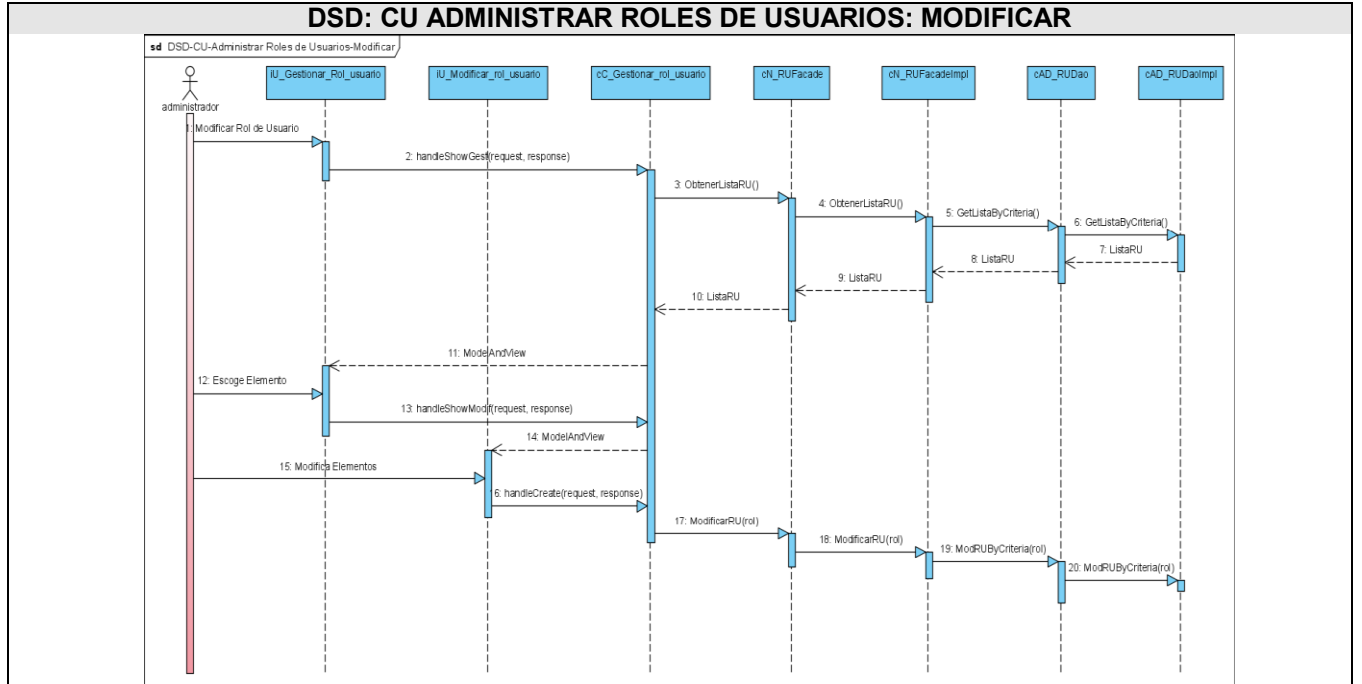 DSD: CU ADMINISTRAR ROLES DE USUARIOS: MODIFICAR
sd DSD-CU-Administrar Roles de Usuarios-Modificar
administrador
iU_Gestionar_Rol_usuario
iU_Modificar_rol_usuario
cC_Gestionar_rol_usuario
cN_RUFacade
cN_RUFacadeImpl
cAD_RUDao
cAD_RUDaoImpl
1: Modificar Rol de Usuario
2: handleShowGest(request, response)
3: ObtenerListaRU()
4: ObtenerListaRU()
5: GetListaByCriteria()
6: GetListaByCriteria()
7: ListaRU
8: ListaRU
9: ListaRU
10: ListaRU
11: ModelAndView
12: Escoge Elemento
13: handleShowModif(request, response)
14: ModelAndView
15: Modifica Elementos
16: handleCreate(request, response)
17: ModificarRU(rol)
18: ModificarRU(rol)
19: ModRUByCriteria(rol)
20: ModRUByCriteria(rol)